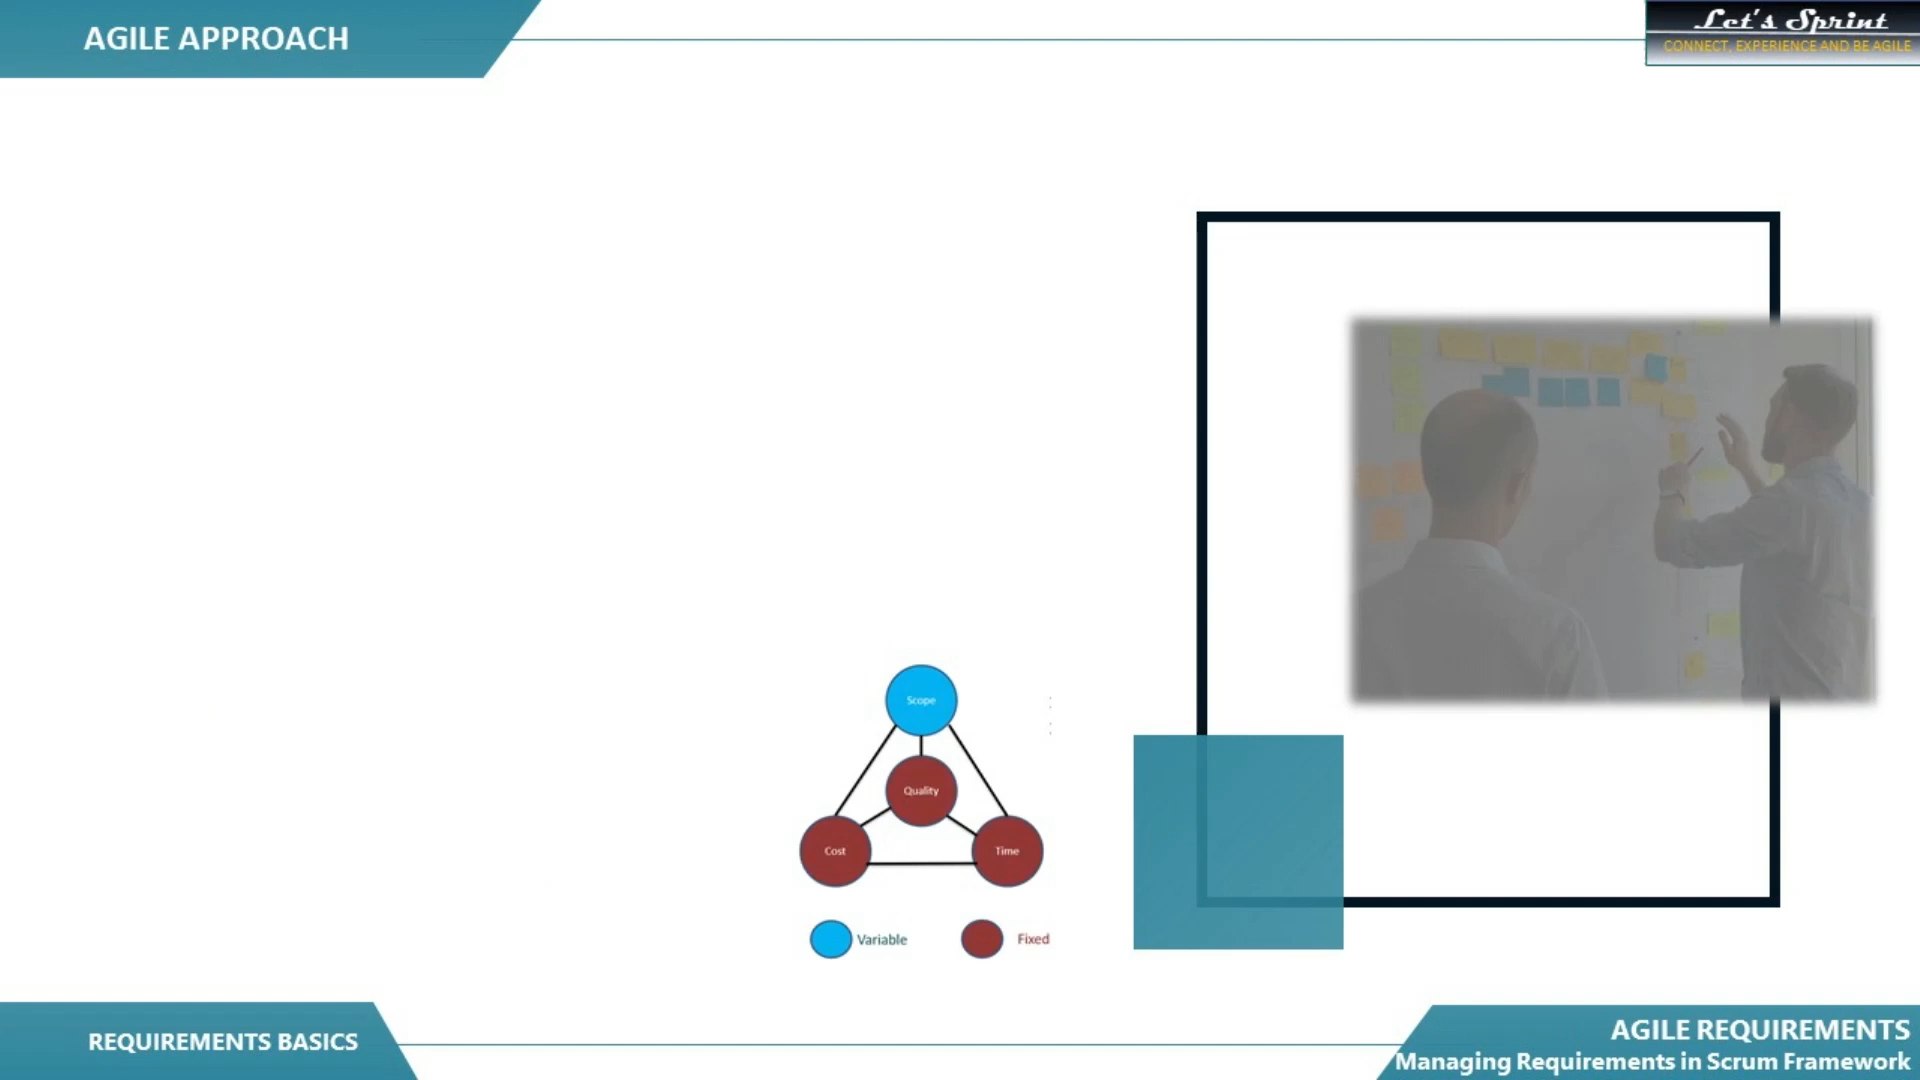 AGILE APPROACH
Let's Sprint
CONNECT, EXPERIENCE AND BE AGILE
Scope
Quality
Cost
Time
Variable
Fixed
REQUIREMENTS BASICS
AGILE REQUIREMENTS
Managing Requirements in Scrum Framework